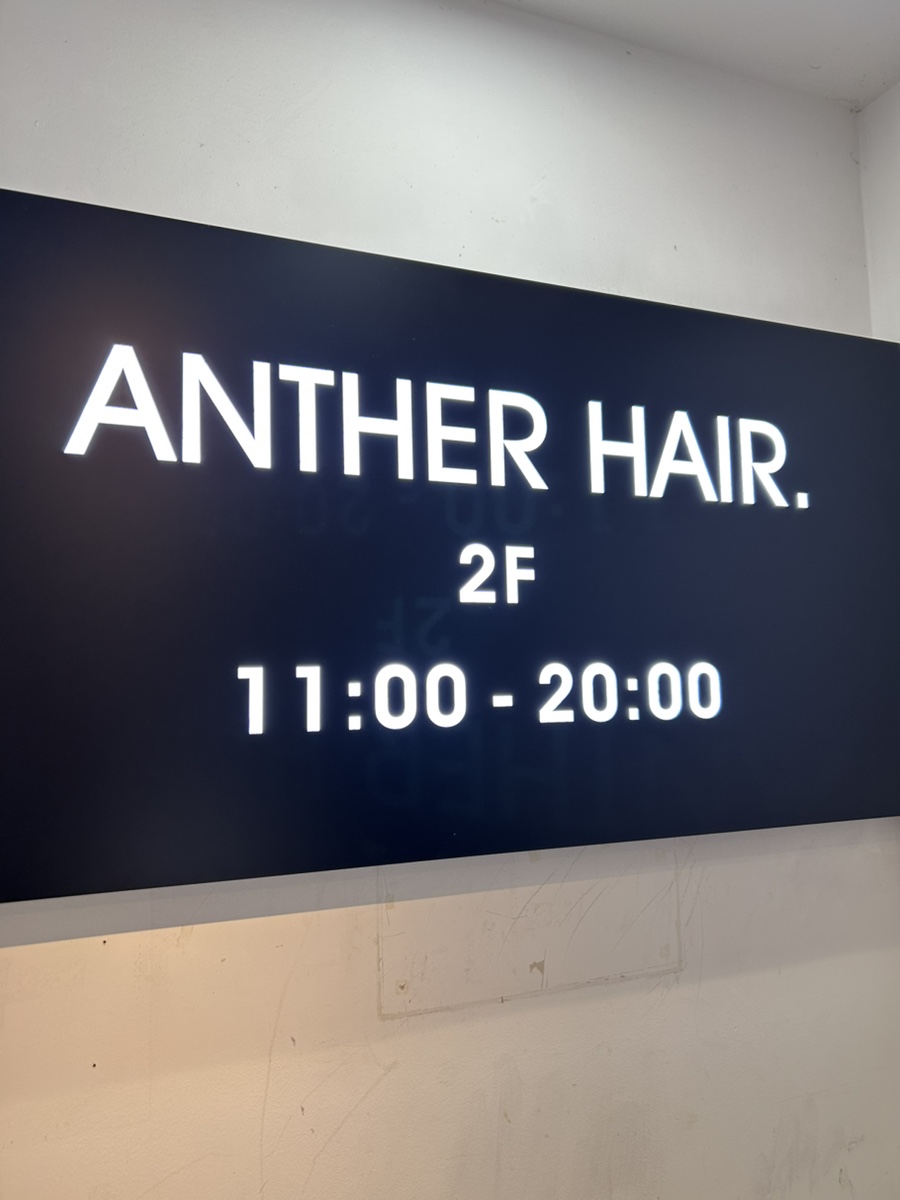 ANTHER HAIR.
2F
11:00 - 20:00